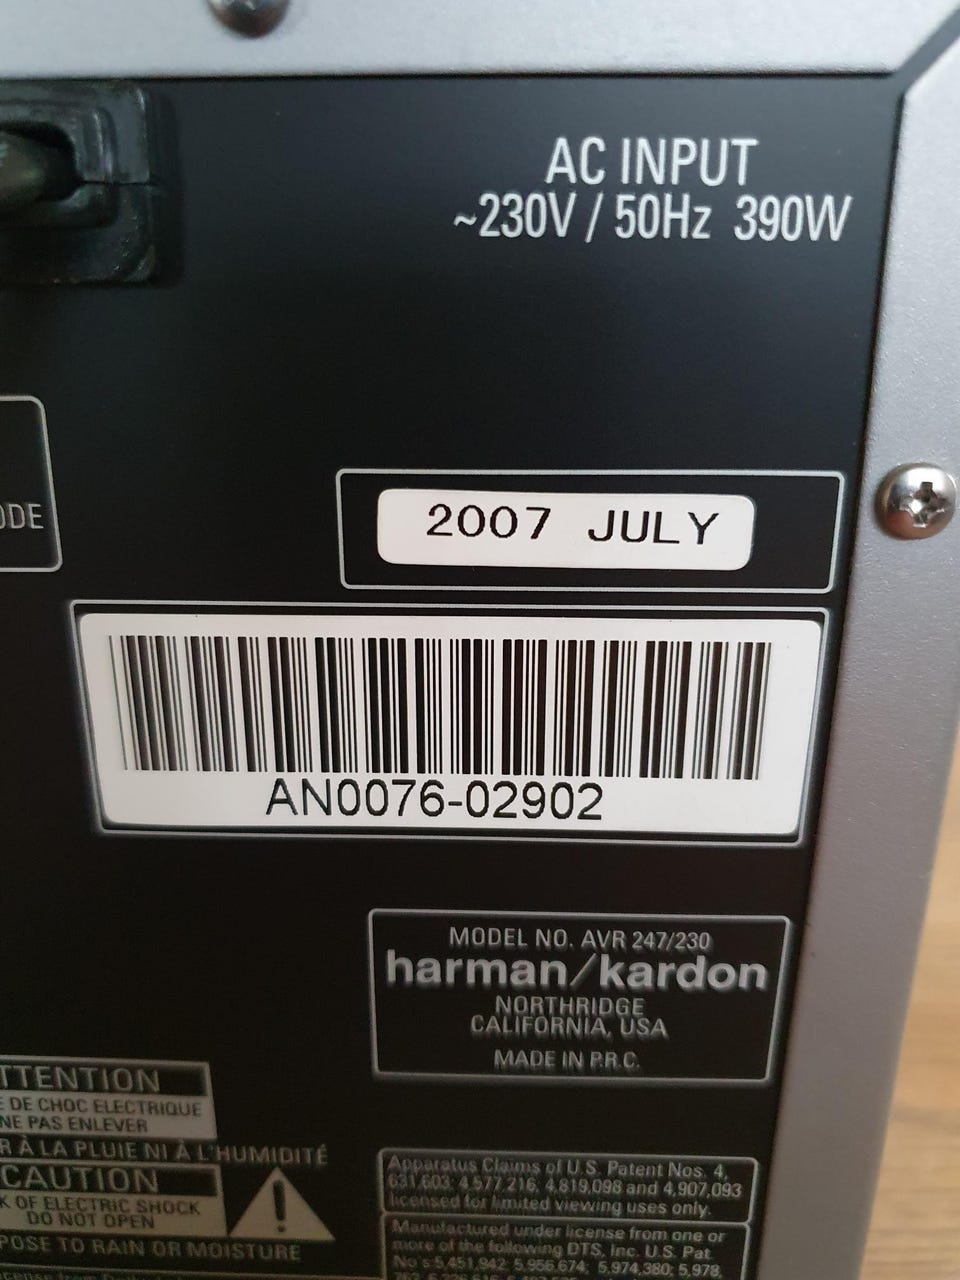 AC INPUT
~230V / 50Hz 390W
ODE
2007 JULY
AN0076-02902
MODEL NO. AVR 247/230
harman/kardon
NORTHRIDGE
CALIFORNIA, USA
MADE IN P.R.C.
TTENTION
E DE CHOC ELECTRIQUE
NE PAS ENLEVER
R À LA PLUIE NI À L'HUMIDITÉ
CAUTION
K OF ELECTRIC SHOCK
DO NOT OPEN
POSE TO RAIN OR MOISTURE
Apparatus Claims of U.S. Patent Nos. 4,
631,603; 4,577,216, 4,819,098 and 4,907,093
licensed for limited viewing uses only.
Manufactured under license from one or
more of the following DTS, Inc. U.S. Pat.
No's 5,451,942; 5,956,674; 5,974,380; 5,978,